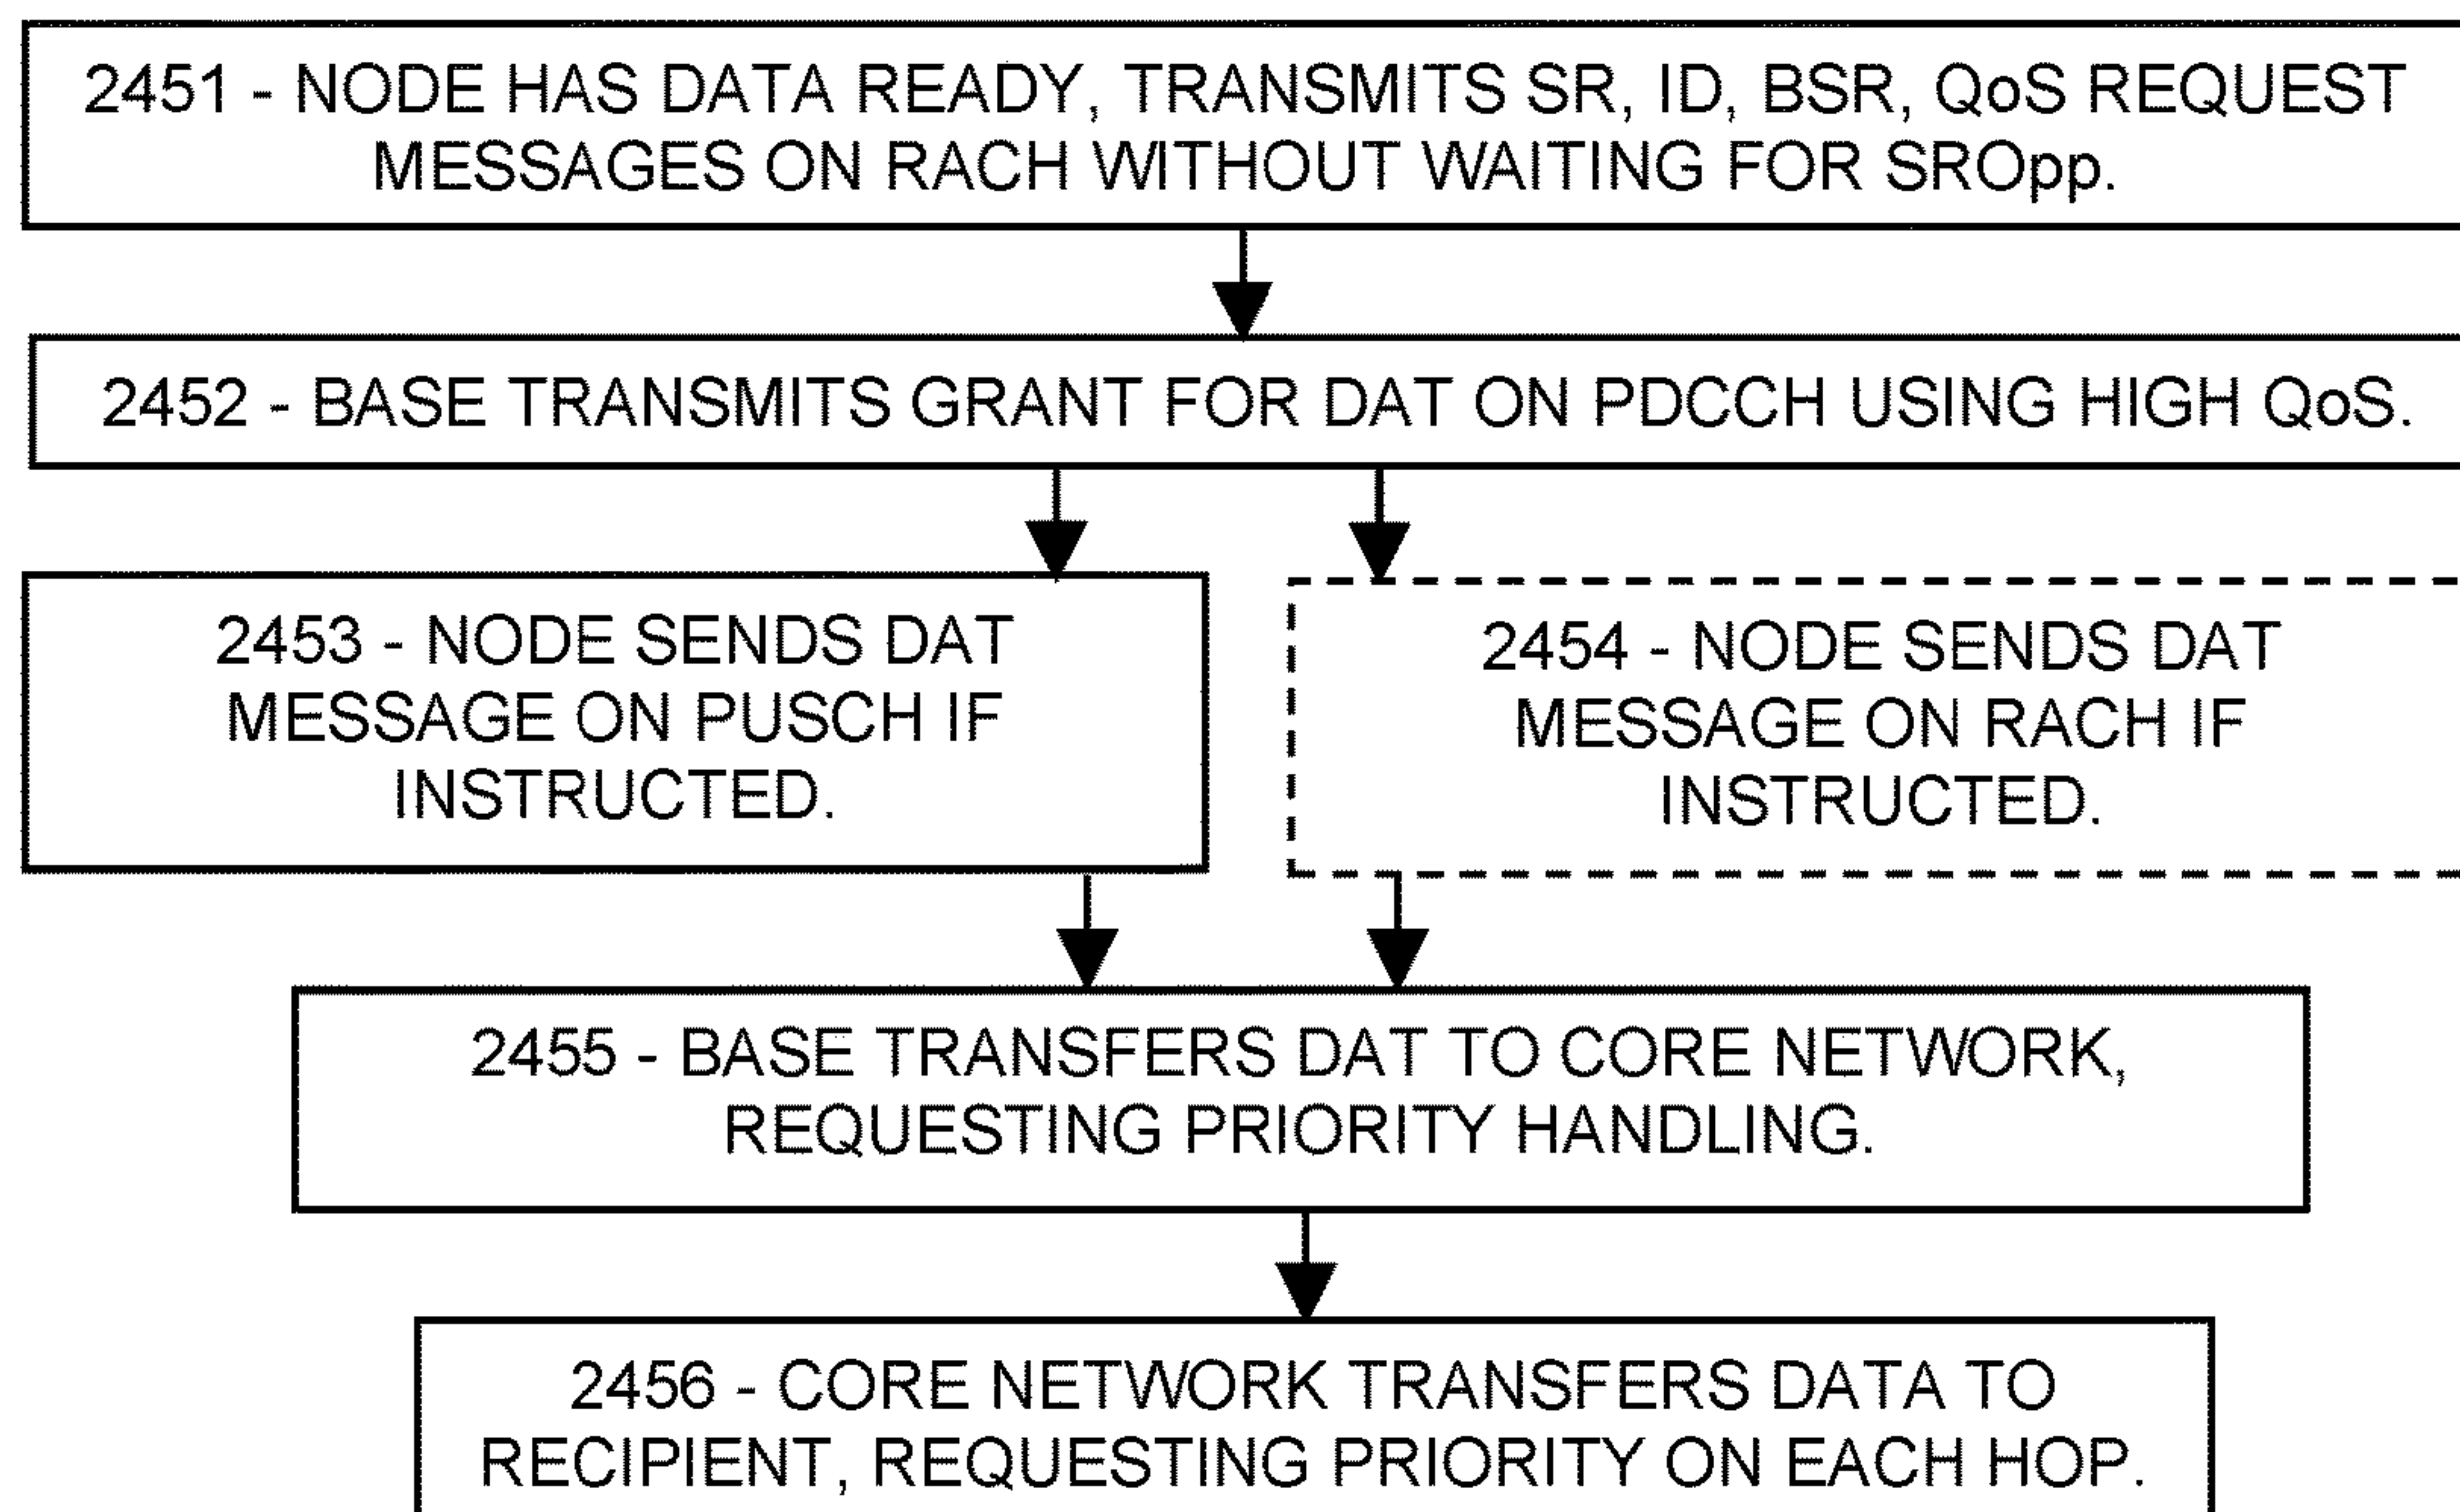 2451 - NODE HAS DATA READY, TRANSMITS SR, ID, BSR, QoS REQUEST
MESSAGES ON RACH WITHOUT WAITING FOR SROpp.
2452 - BASE TRANSMITS GRANT FOR DAT ON PDCCH USING HIGH QoS.
2453 - NODE SENDS DAT
MESSAGE ON PUSCH IF
INSTRUCTED.
2454 - NODE SENDS DAT
MESSAGE ON RACH IF
INSTRUCTED.
2455 - BASE TRANSFERS DAT TO CORE NETWORK,
REQUESTING PRIORITY HANDLING.
2456 - CORE NETWORK TRANSFERS DATA TO
RECIPIENT, REQUESTING PRIORITY ON EACH HOP.